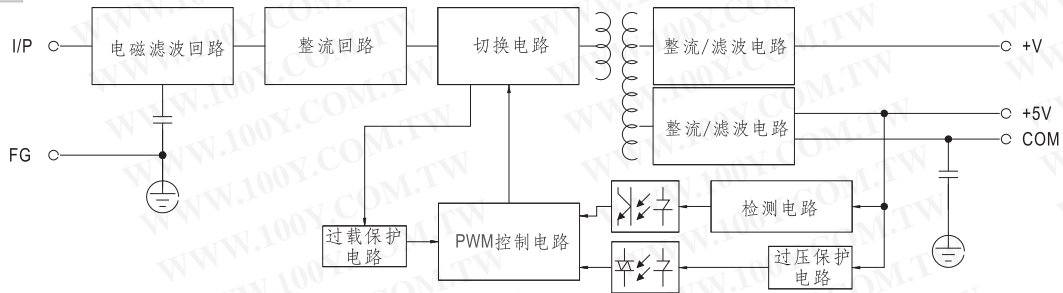 I/P
电磁滤波回路
整流回路
切换电路
整流/滤波电路
+V
整流/滤波电路
+5V
COM
FG
过载保护
电路
PWM控制电路
检测电路
过压保护
电路
WWW.100Y.COM.TW